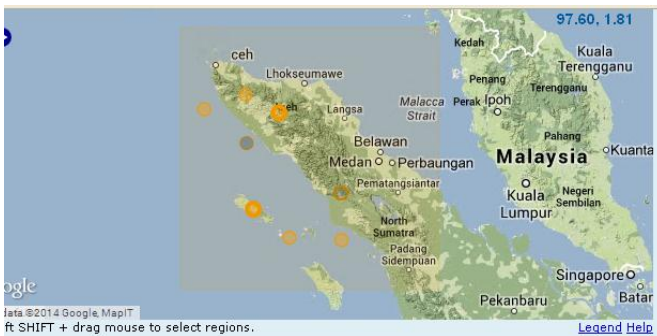 97.60, 1.81
Kedah
Kuala
Terengganu
ceh
Lhokseumawe
Penang
Terengganu
Malacca
Strait
Perak
Ipoh
eh
Langsa
Pahang
Belawan
Medan
Perbaungan
Malaysia
Kuanta
Pematangsiantar
Kuala
Lumpur
Negeri
Sembilan
North
Sumatra
Padang
Sidempuan
Singapore
ogle
Pekanbaru
Batar
data ©2014 Google, MapIT
ft SHIFT + drag mouse to select regions.
Legend Help